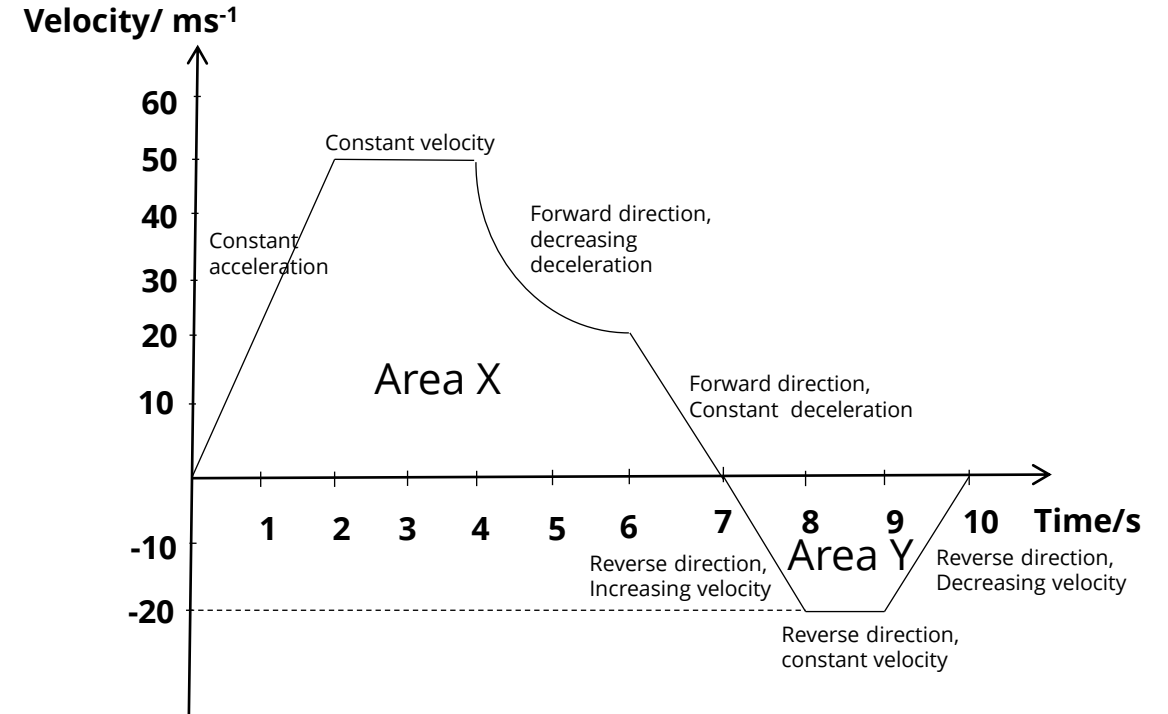 Velocity/ ms-1
60
Constant velocity
50
40
Forward direction,
decreasing
deceleration
Constant
acceleration
30
20
Area X
Forward direction,
Constant deceleration
10
1 2 3 4 5 6 7 8 9 10 Time/s
-10
Area Y
Reverse direction,
Increasing velocity
Reverse direction,
Decreasing velocity
-20
Reverse direction,
constant velocity